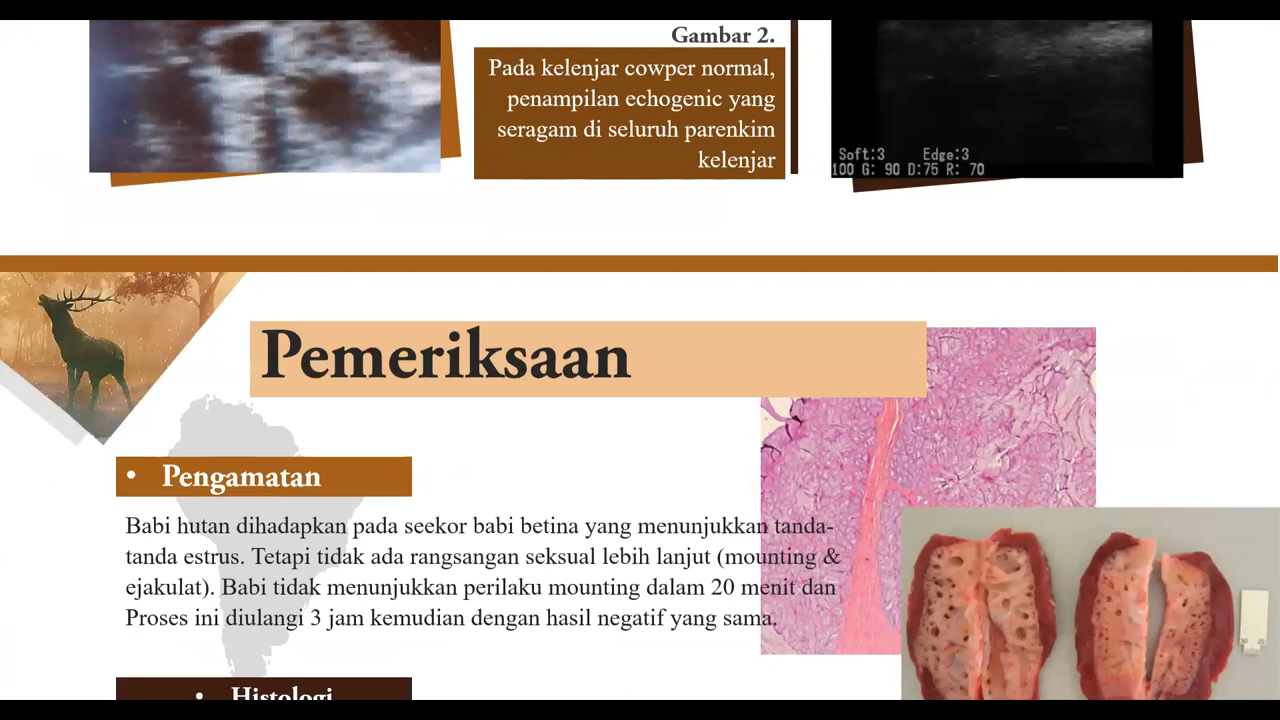 Gambar 2.
Pada kelenjar cowper normal,
penampilan echogenic yang
seragam di seluruh parenkim
kelenjar
Soft:3 Edge:3
100 G: 90 D:75 R: 70
Pemeriksaan
• Pengamatan
Babi hutan dihadapkan pada seekor babi betina yang menunjukkan tanda-
tanda estrus. Tetapi tidak ada rangsangan seksual lebih lanjut (mounting &
ejakulat). Babi tidak menunjukkan perilaku mounting dalam 20 menit dan
Proses ini diulangi 3 jam kemudian dengan hasil negatif yang sama.
• Histologi